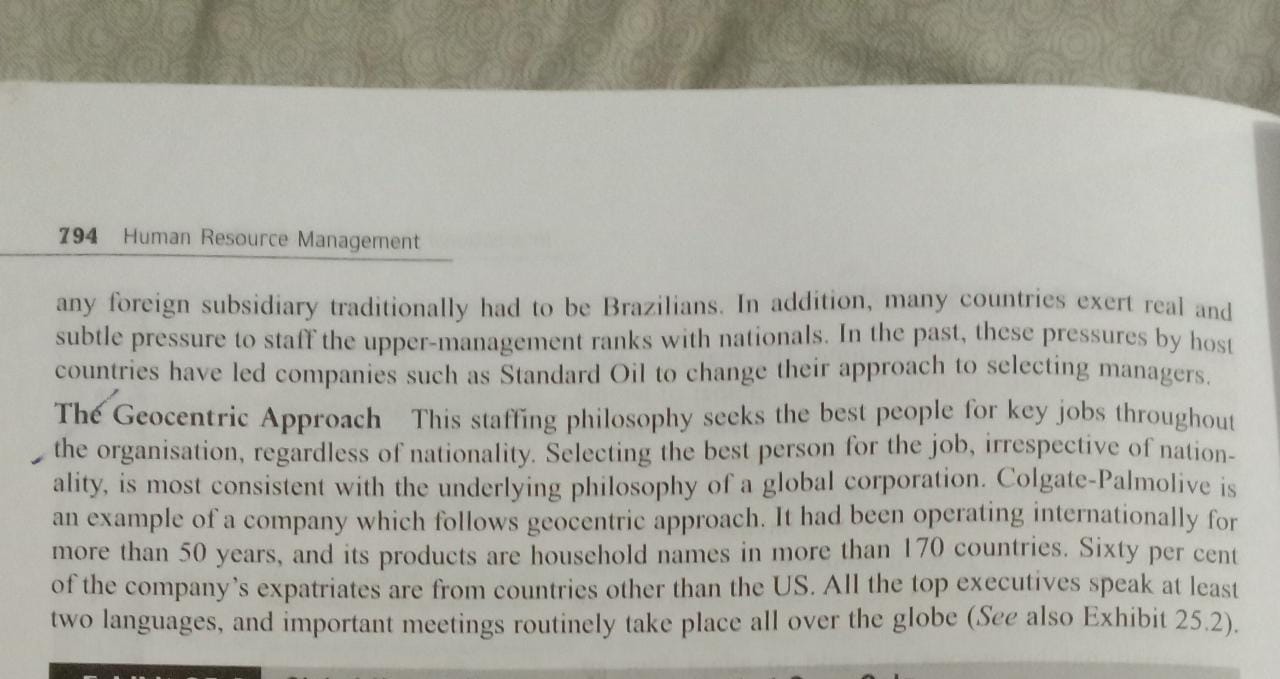 794 Human Resource Management
any foreign subsidiary traditionally had to be Brazilians. In addition, many countries exert real and
subtle pressure to staff the upper-management ranks with nationals. In the past, these pressures by host
countries have led companies such as Standard Oil to change their approach to selecting managers.
The Geocentric Approach This staffing philosophy seeks the best people for key jobs throughout
the organisation, regardless of nationality. Selecting the best person for the job, irrespective of nation-
ality, is most consistent with the underlying philosophy of a global corporation. Colgate-Palmolive is
an example of a company which follows geocentric approach. It had been operating internationally for
more than 50 years, and its products are household names in more than 170 countries. Sixty per cent
of the company's expatriates are from countries other than the US. All the top executives speak at least
two languages, and important meetings routinely take place all over the globe (See also Exhibit 25.2).